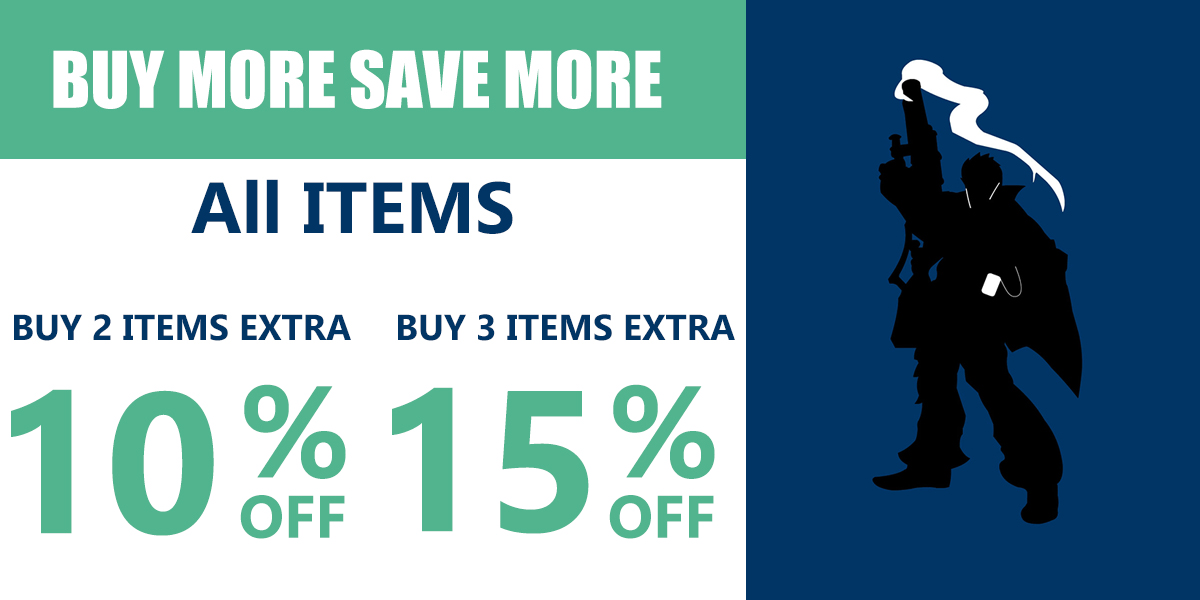 BUY MORE SAVE MORE
All ITEMS
BUY 2 ITEMS EXTRA
10% OFF
BUY 3 ITEMS EXTRA
15% OFF